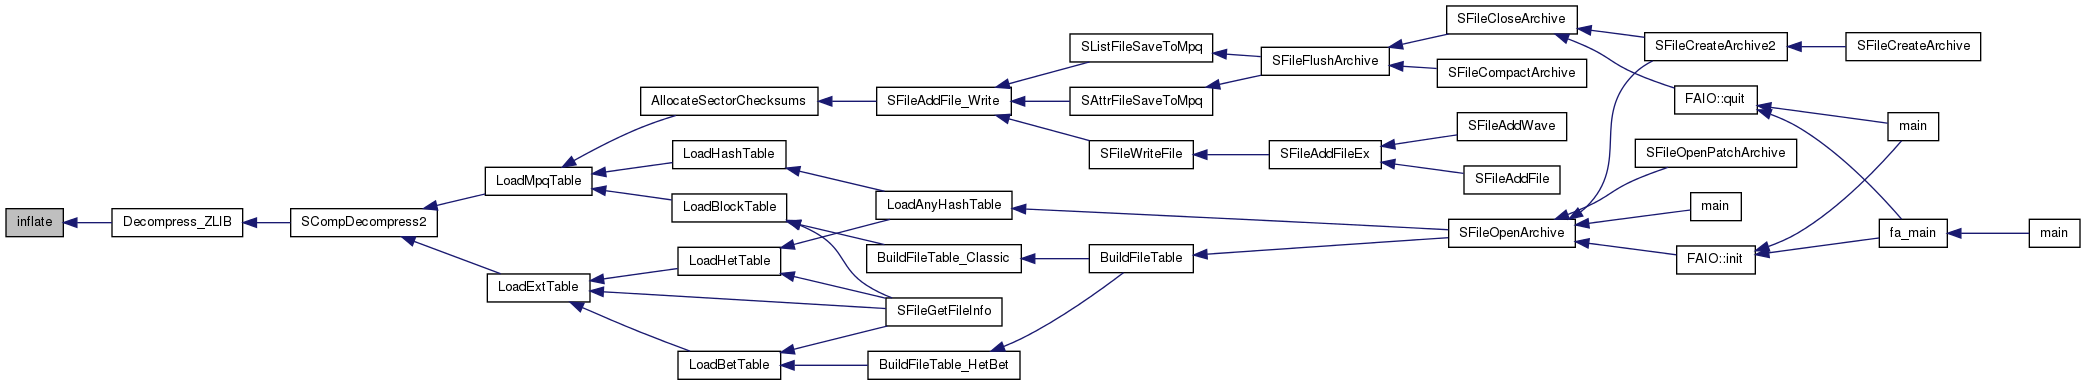 inflate
Decompress_ZLIB
SCompDecompress2
LoadMpqTable
LoadExtTable
AllocateSectorChecksums
LoadHashTable
LoadBlockTable
LoadHetTable
LoadBetTable
SFileAddFile_Write
LoadAnyHashTable
BuildFileTable_Classic
SFileGetFileInfo
BuildFileTable_HetBet
SListFileSaveToMpq
SAttrFileSaveToMpq
SFileWriteFile
BuildFileTable
SFileFlushArchive
SFileAddFileEx
SFileCloseArchive
SFileCompactArchive
SFileAddWave
SFileAddFile
SFileOpenArchive
SFileCreateArchive2
FAIO::quit
SFileOpenPatchArchive
main
FAIO::init
SFileCreateArchive
main
fa_main
main